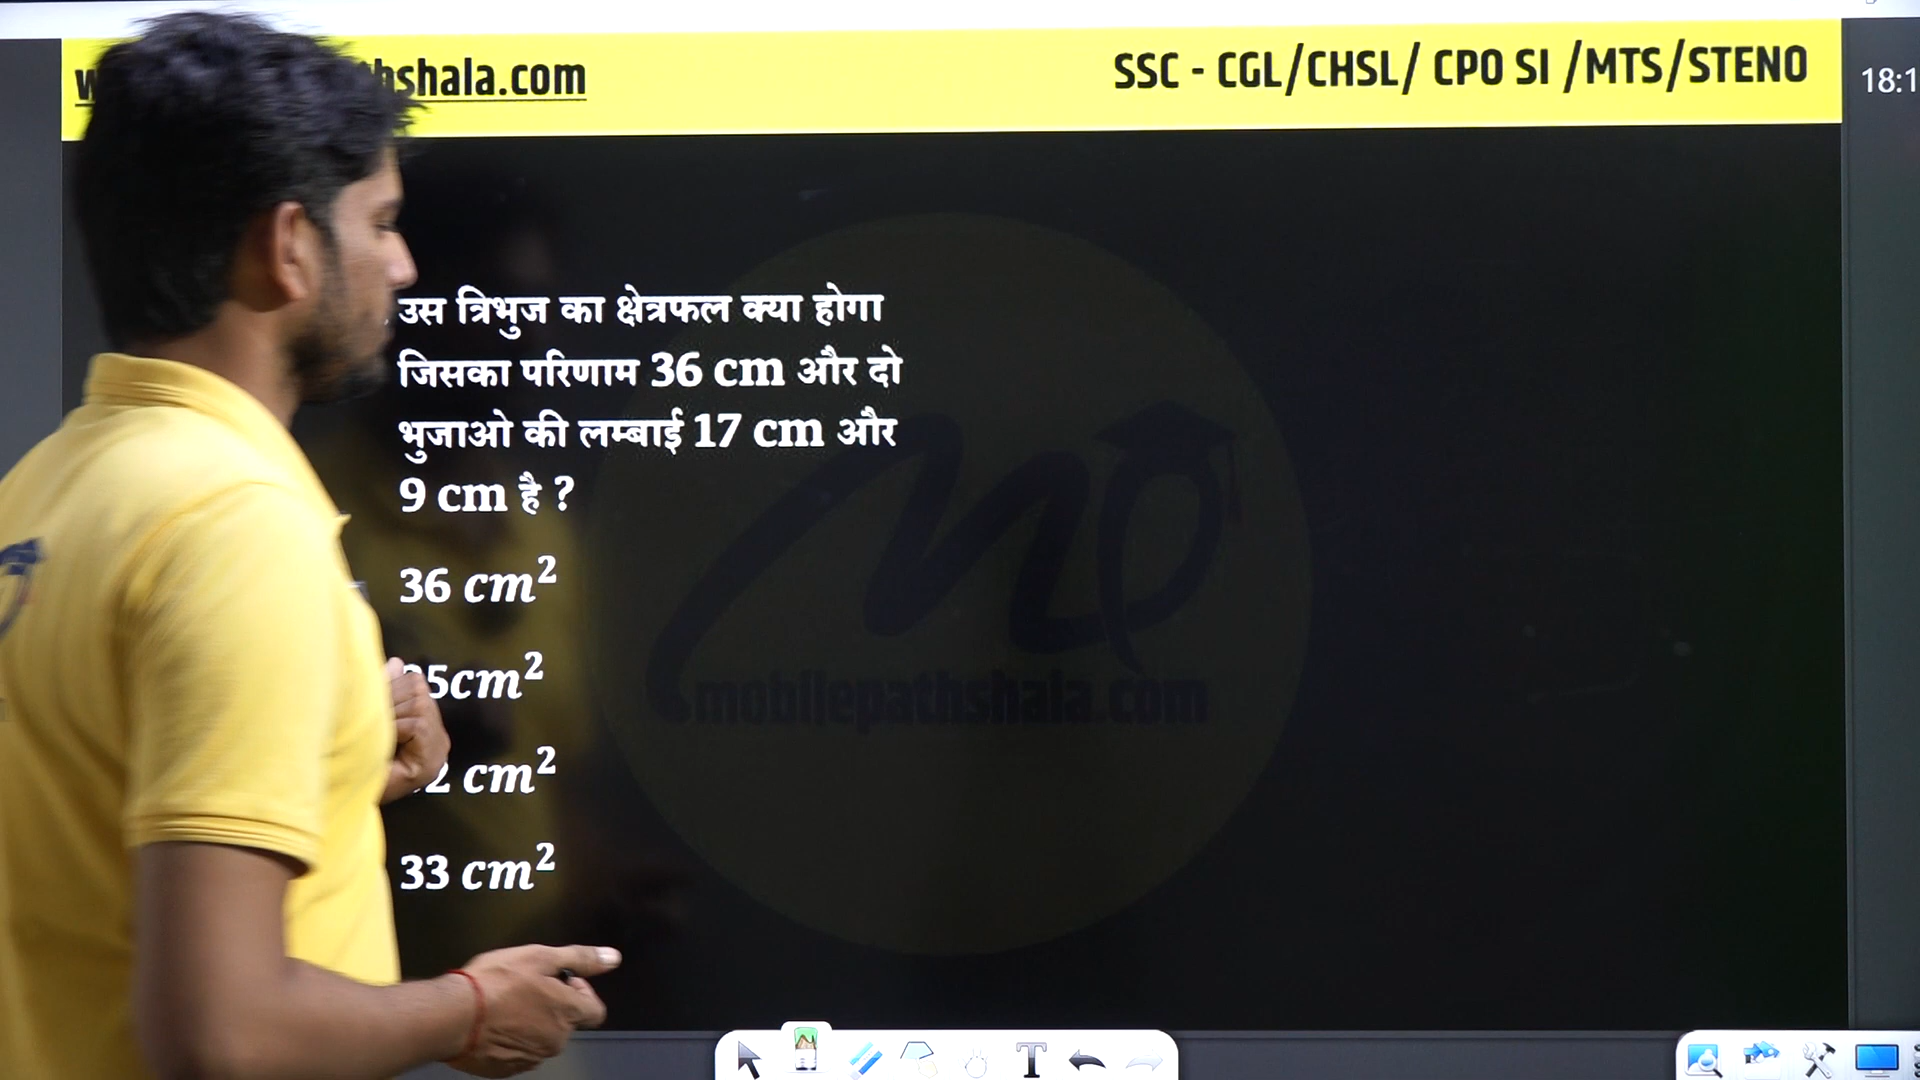 shala.com
SSC - CGL/CHSL/ CPO SI /MTS/STENO
18:1
उस त्रिभुज का क्षेत्रफल क्या होगा
जिसका परिणाम 36 cm और दो
भुजाओ की लम्बाई 17 cm और
9 cm है ?
36 cm²
5cm²
2 cm²
33 cm²
mobilepathshala.com
T